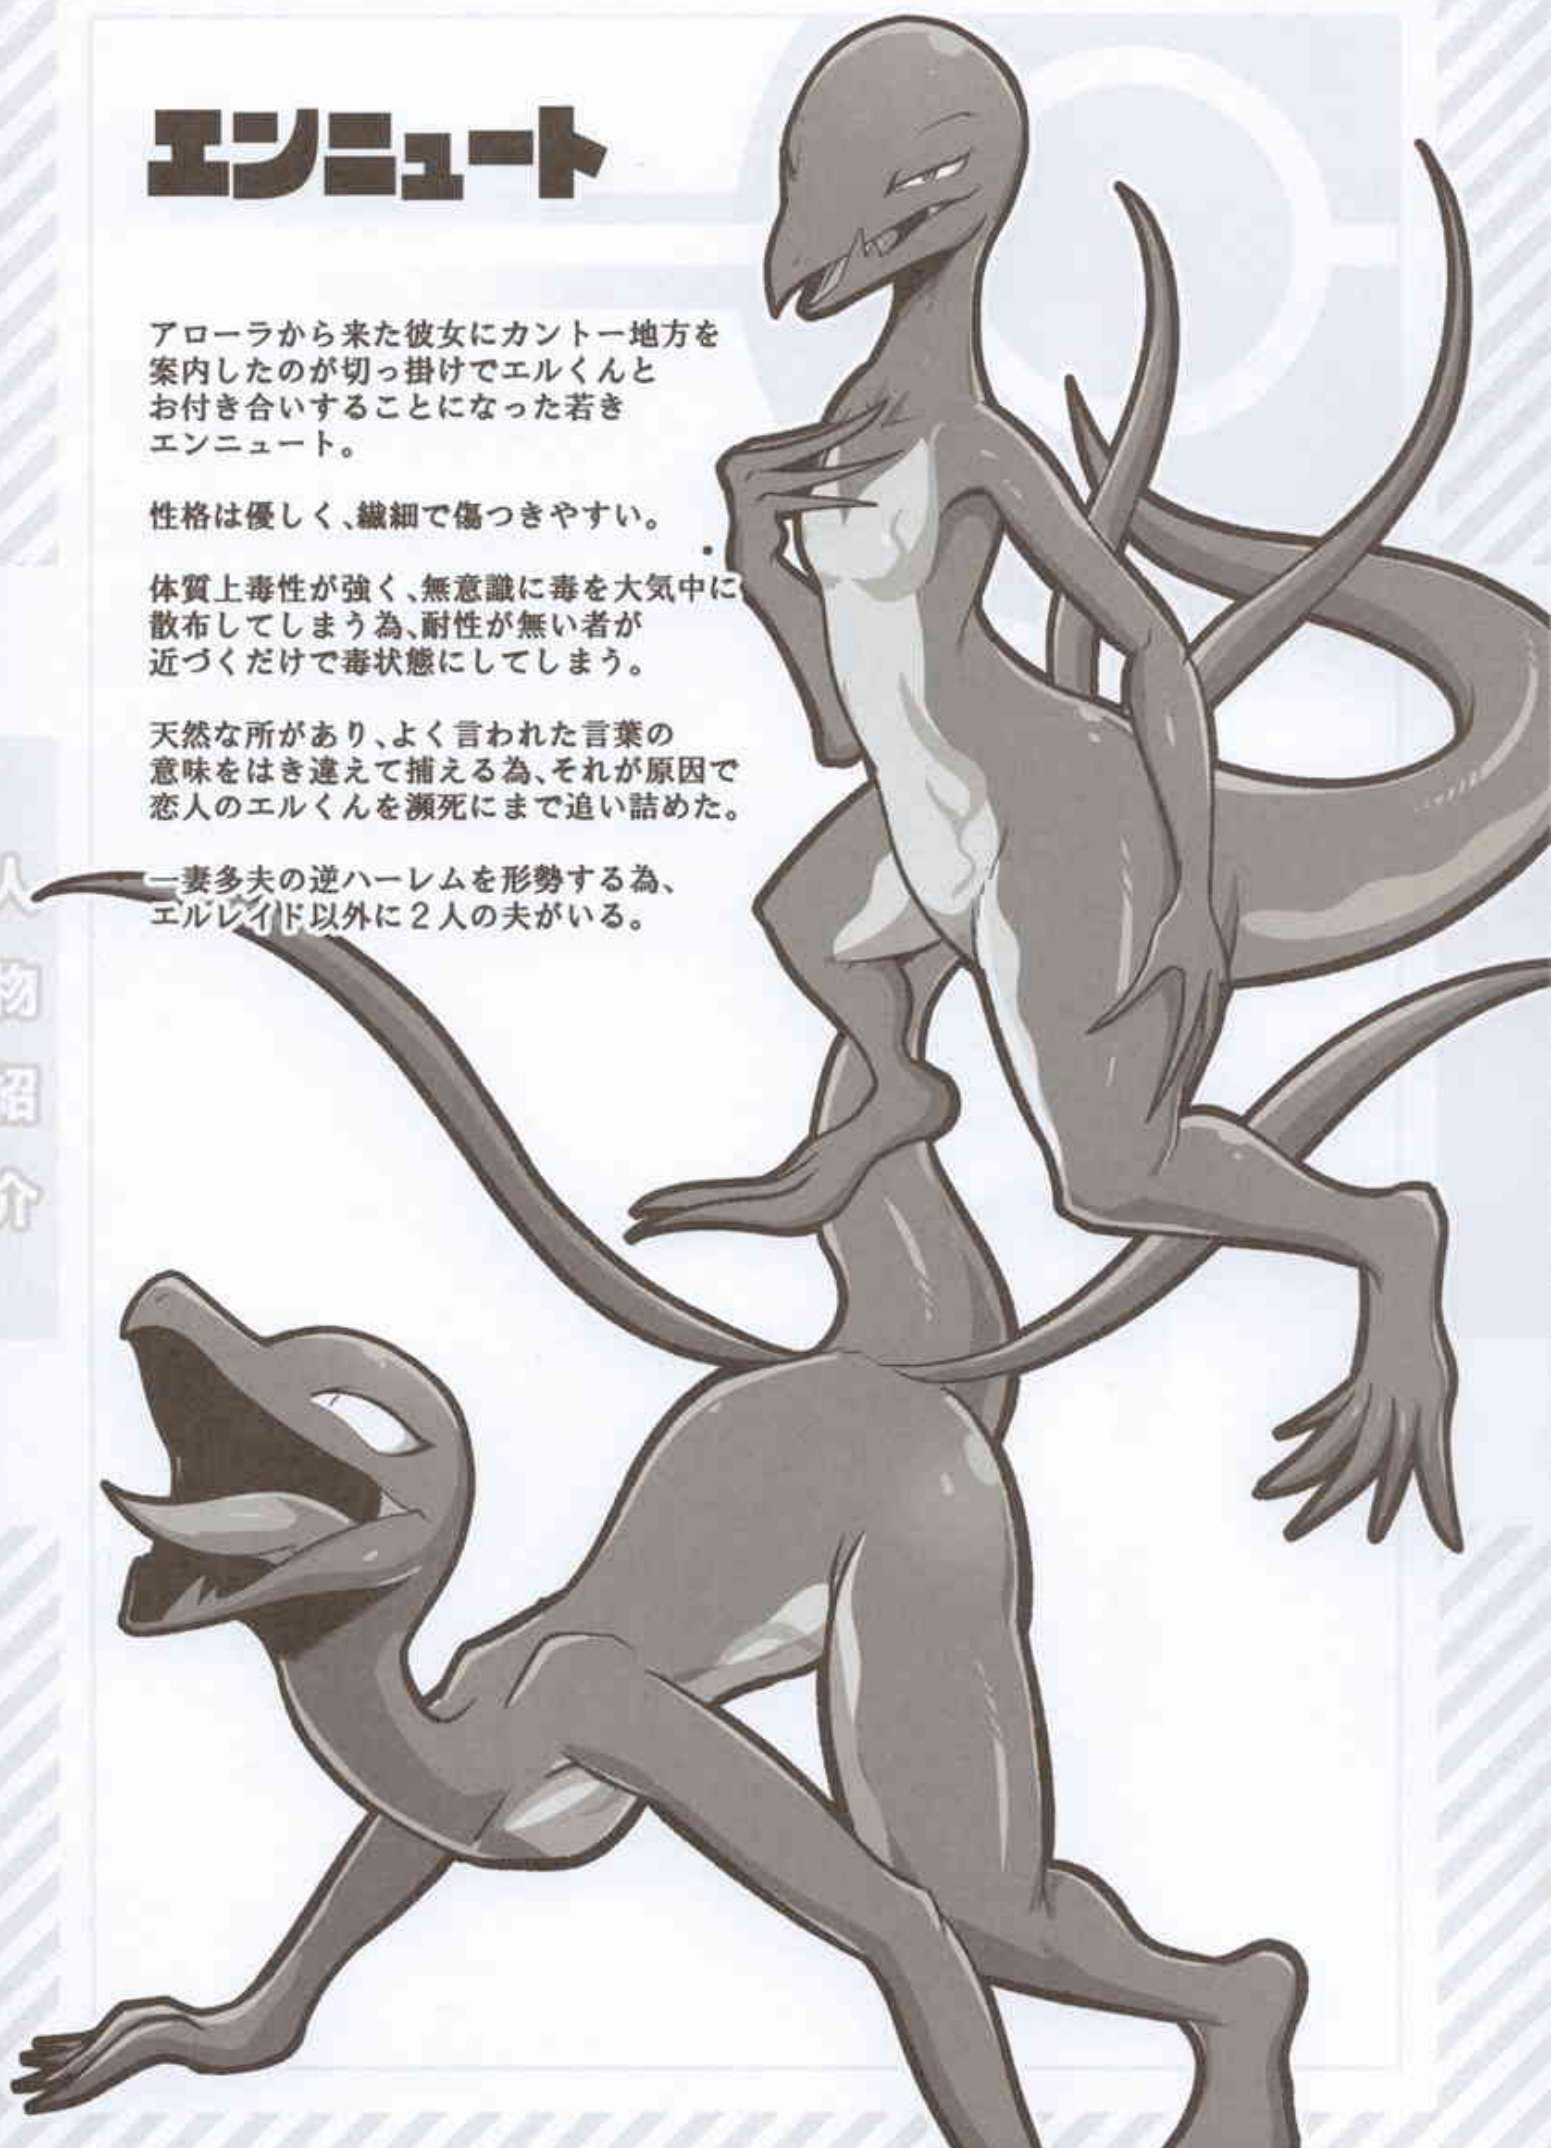 エンニュート
アローラから来た彼女にカントー地方を
案内したのが切っ掛けでエルくんと
お付き合いすることになった若き
エンニュート。
性格は優しく、繊細で傷つきやすい。
体質上毒性が強く、無意識に毒を大気中に
散布してしまう為、耐性が無い者が
近づくだけで毒状態にしてしまう。
天然な所があり、よく言われた言葉の
意味をはき違えて捕える為、それが原因で
恋人のエルくんを瀕死にまで追い詰めた。
一妻多夫の逆ハーレムを形勢する為、
エルレイド以外に2人の夫がいる。
人物紹介